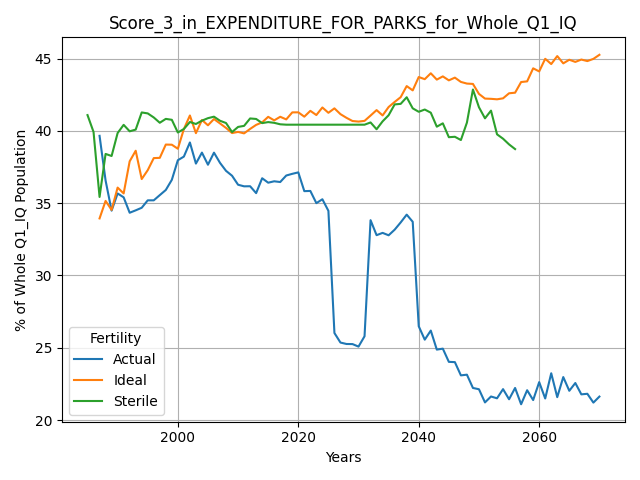 Score_3_in_EXPENDITURE_FOR_PARKS_for_Whole_Q1_IQ
% of Whole Q1_IQ Population
45
40
35
30
25
20
Fertility
Actual
Ideal
Sterile
2000 2020 2040 2060
Years